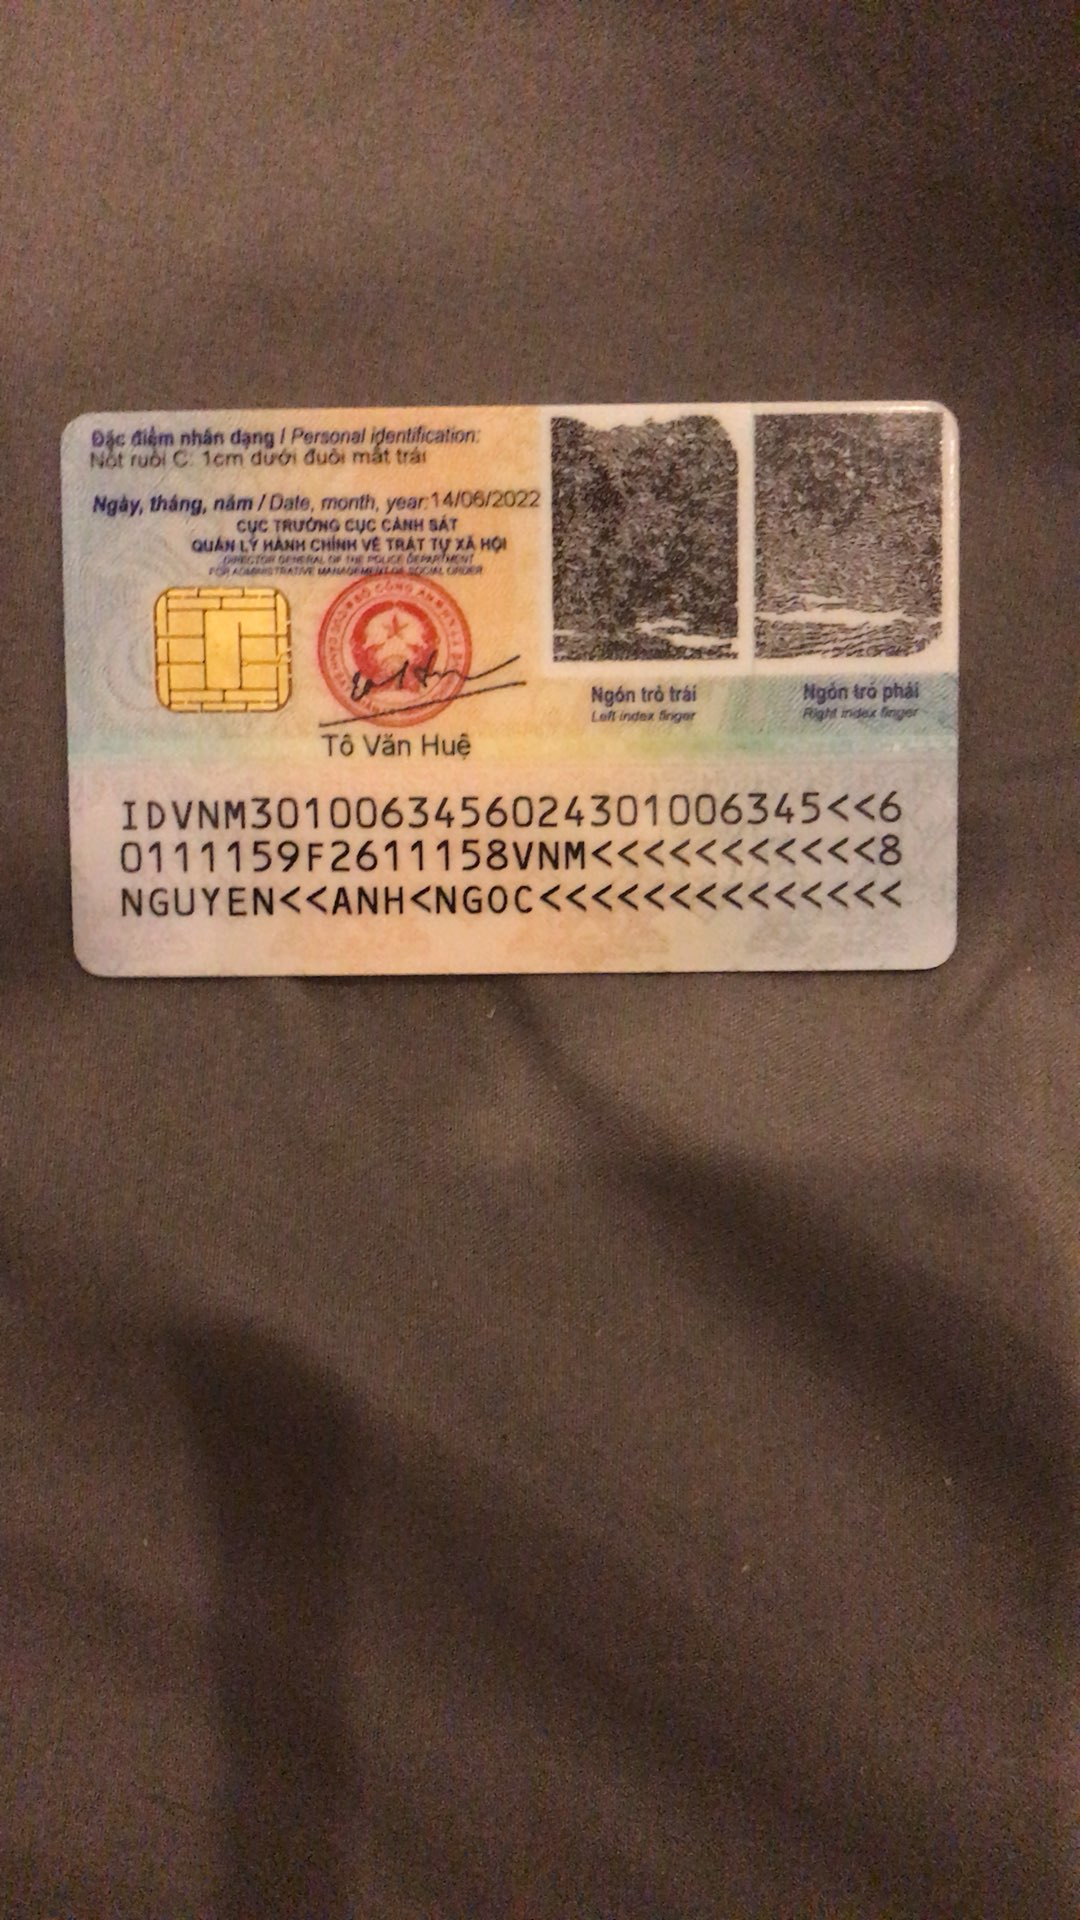 Đặc điểm nhân dạng / Personal identification:
Nốt ruồi C: 1cm dưới đuôi mắt trái
Ngày, tháng, năm / Date, month, year:14/06/2022
CỤC TRƯỞNG CỤC CẢNH SÁT
QUẢN LÝ HÀNH CHÍNH VỀ TRẬT TỰ XÃ HỘI
DIRECTOR GENERAL OF THE POLICE DEPARTMENT
FOR ADMINISTRATIVE MANAGEMENT OF SOCIAL ORDER
Tô Văn Huệ
Ngón trỏ trái
Left index finger
Ngón trỏ phải
Right index finger
IDVNM3010063456024301006345<<6
0111159F2611158VNM<<<<<<<<<<<8
NGUYEN<<ANH<NGOC<<<<<<<<<<<<<<